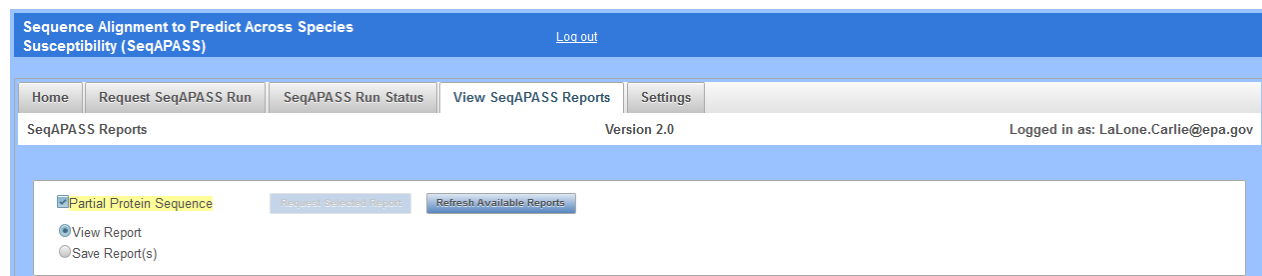 Sequence Alignment to Predict Across Species
Susceptibility (SeqAPASS)
Log out
Home Request SeqAPASS Run SeqAPASS Run Status View SeqAPASS Reports Settings
SeqAPASS Reports Version 2.0 Logged in as: LaLone.Carlie@epa.gov
Partial Protein Sequence Request Selected Report Refresh Available Reports
View Report
Save Report(s)